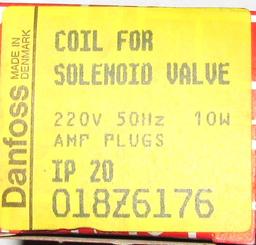 Danfoss
MADE IN
DENMARK
COIL FOR
SOLENOID VALVE
220V 50Hz 10W
AMP PLUGS
IP 20
018Z6176